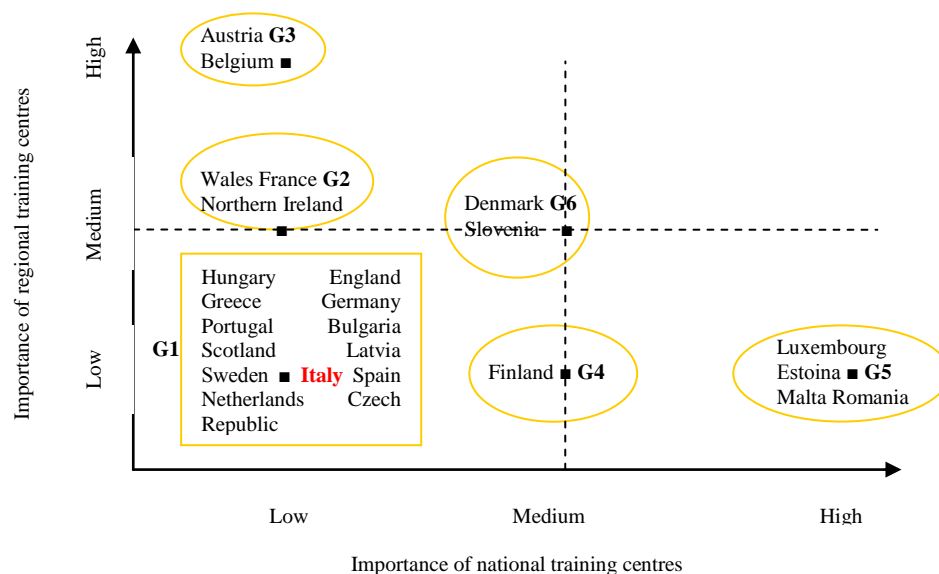 High
Medium
Low
Importance of regional training centres
Austria G3
Belgium
Wales France G2
Northern Ireland
Denmark G6
Slovenia
G1
Hungary England
Greece Germany
Portugal Bulgaria
Scotland Latvia
Sweden Italy Spain
Netherlands Czech
Republic
Finland G4
Luxembourg
Estoina G5
Malta Romania
Low Medium High
Importance of national training centres